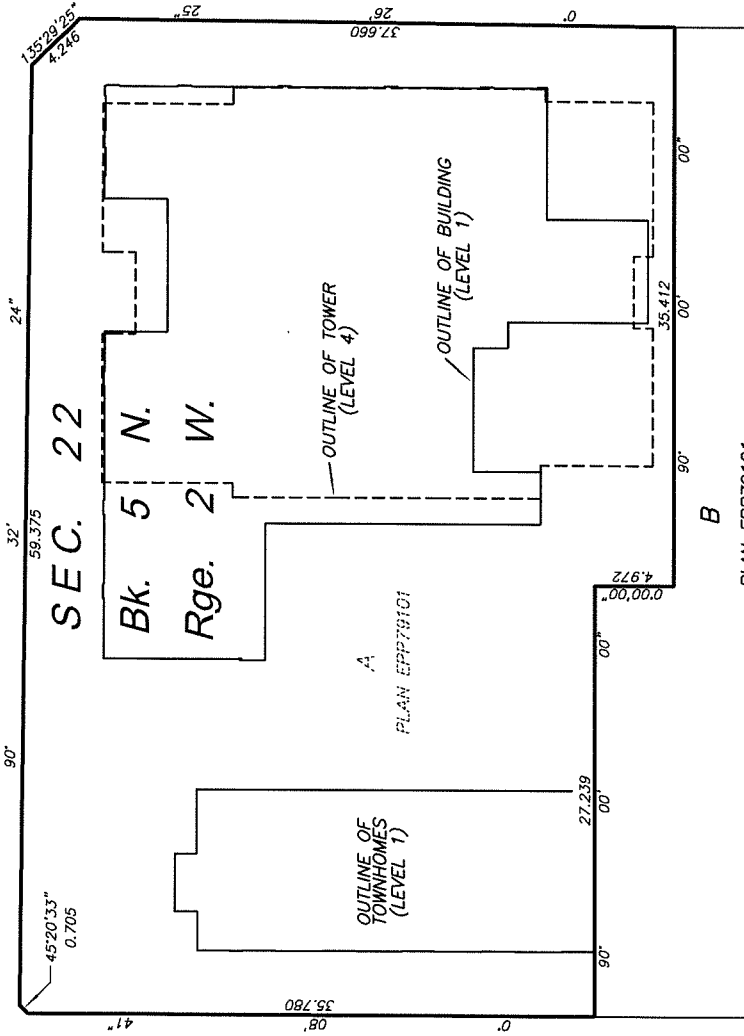 135°29'25"
4.246
24"
32'
90°
59.375
45°20'33"
0.705
25"
26'
0°
37.660
SEC. 22
Bk. 5 N.
Rge. 2 W.
OUTLINE OF TOWER
(LEVEL 4)
OUTLINE OF BUILDING
(LEVEL 1)
A
PLAN EPP79101
OUTLINE OF
TOWNHOMES
(LEVEL 1)
41"
08'
0°
35.780
90°
00'
00"
27.239
0°00'00"
4.972
90°
00'
00"
35.412
B